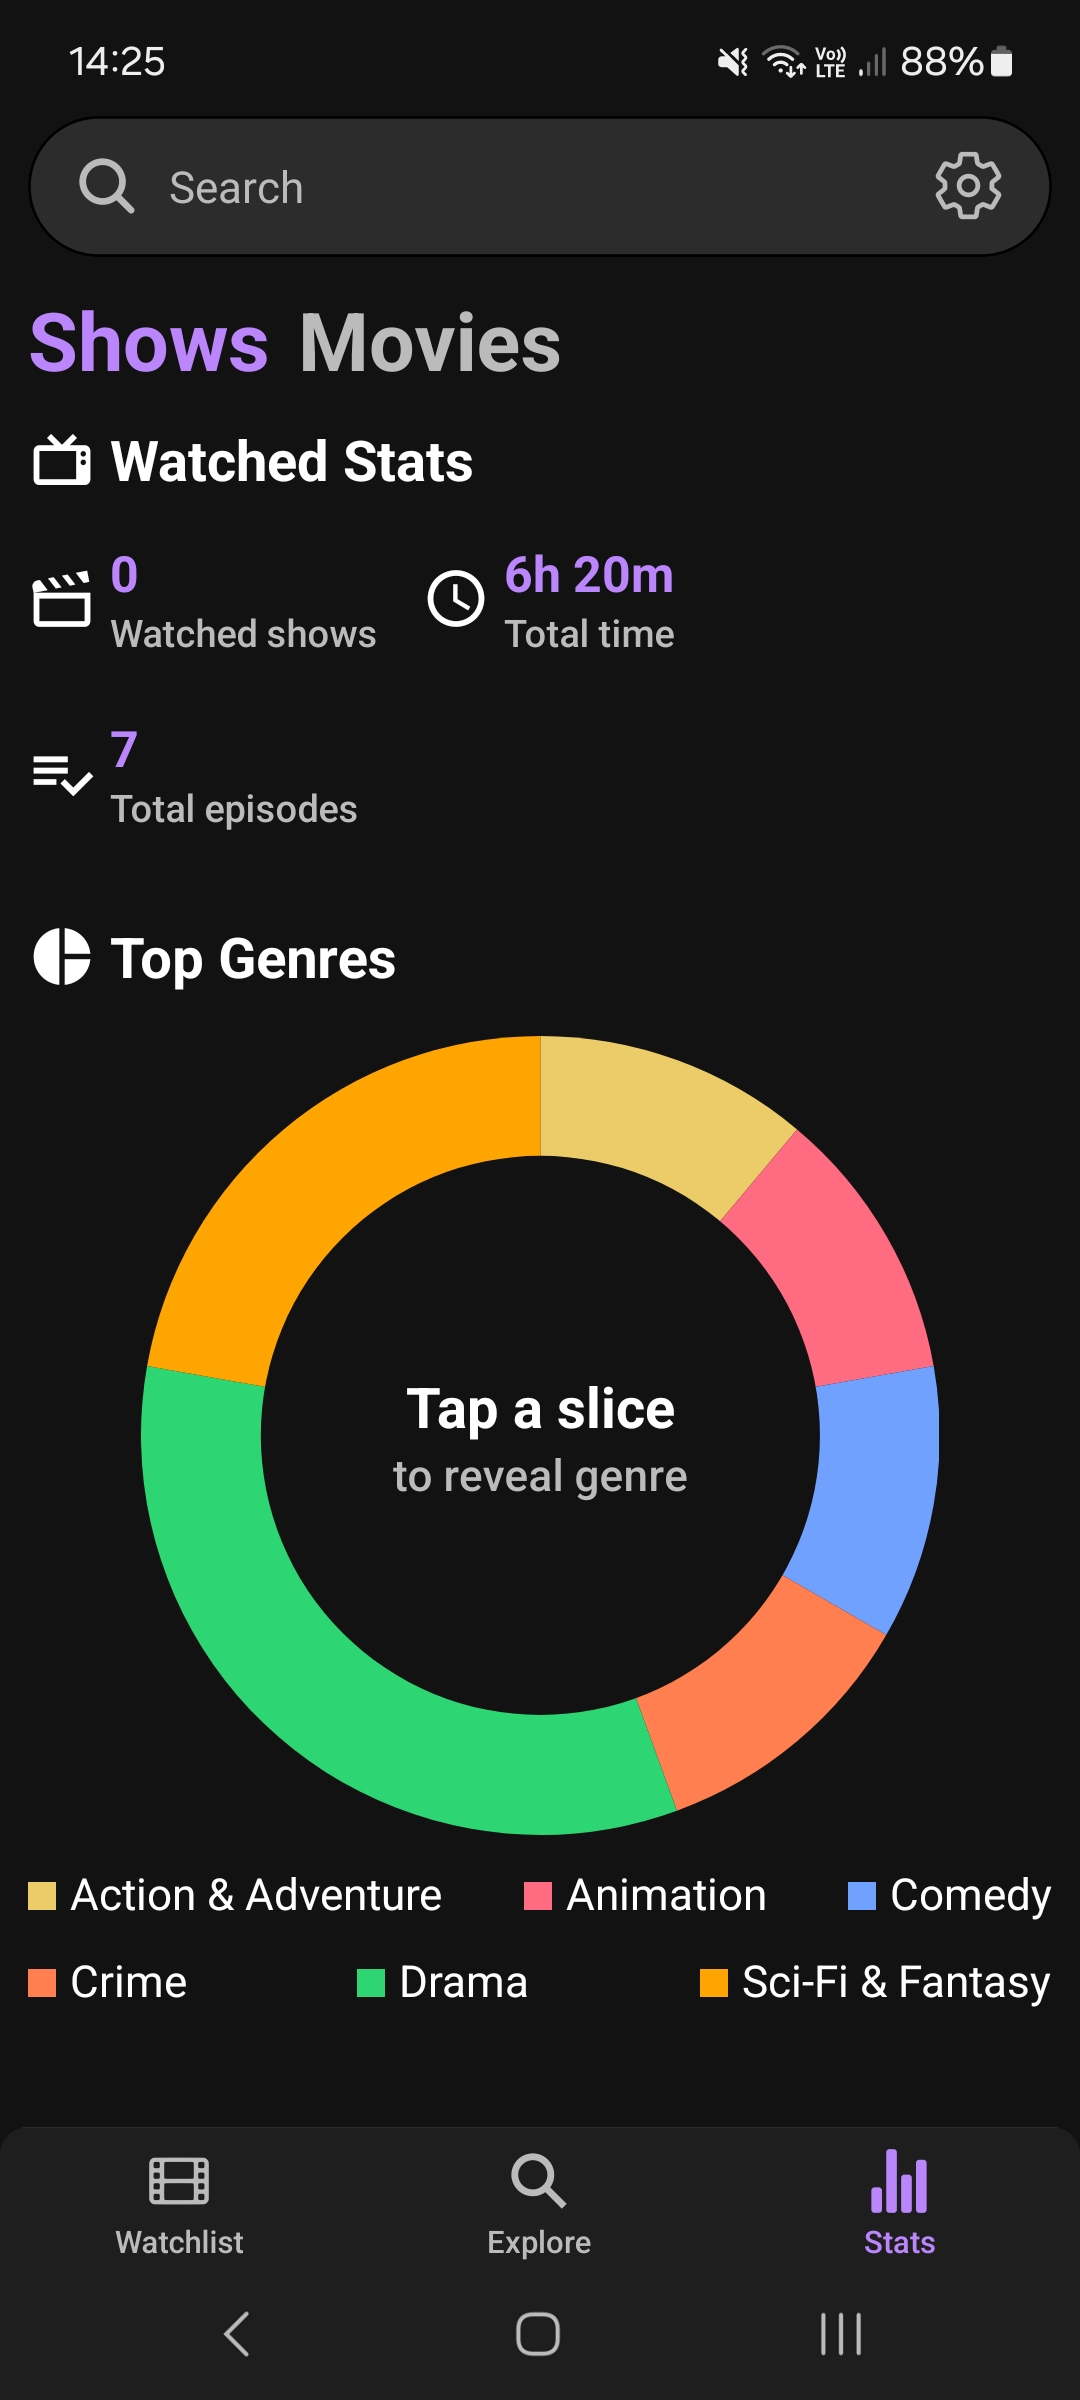 14:25 Vo)) LTE 88%
Search
Shows Movies
Watched Stats
0 6h 20m
Watched shows Total time
7
Total episodes
Top Genres
Tap a slice
to reveal genre
Action & Adventure Animation Comedy
Crime Drama Sci-Fi & Fantasy
Watchlist Explore Stats